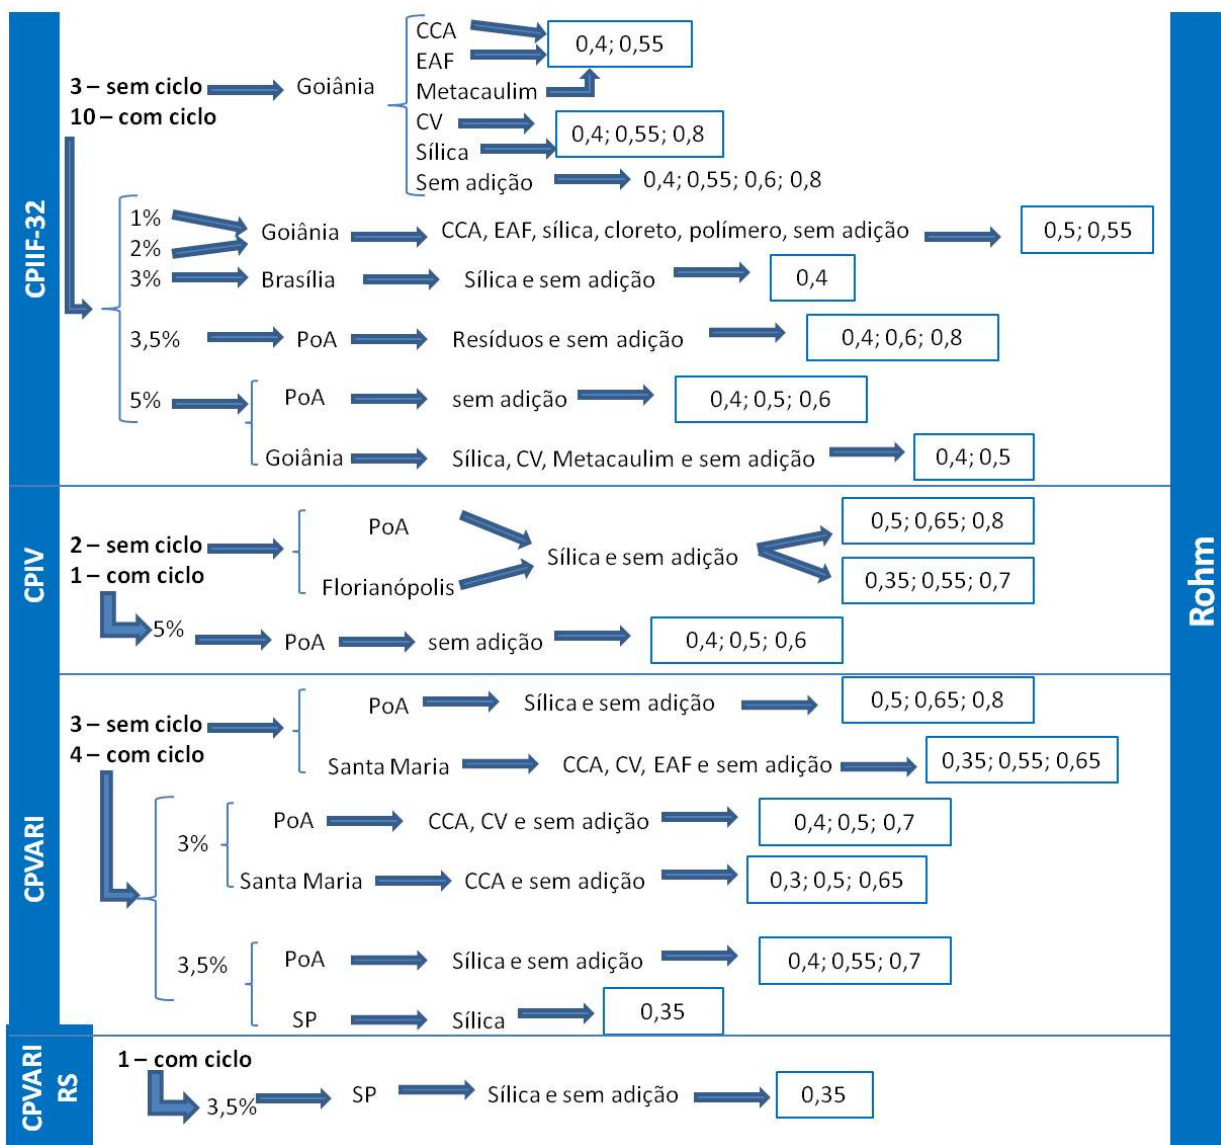 CPIIF-32
3 – sem ciclo
10 – com ciclo
Goiânia
CCA
EAF
Metacaulim
0,4; 0,55
CV
Sílica
0,4; 0,55; 0,8
Sem adição
0,4; 0,55; 0,6; 0,8
1%
2%
Goiânia
CCA, EAF, sílica, cloreto, polímero, sem adição
0,5; 0,55
3%
Brasília
Sílica e sem adição
0,4
3,5%
PoA
Resíduos e sem adição
0,4; 0,6; 0,8
5%
PoA
sem adição
0,4; 0,5; 0,6
Goiânia
Sílica, CV, Metacaulim e sem adição
0,4; 0,5
CPIV
2 – sem ciclo
1 – com ciclo
PoA
Florianópolis
Sílica e sem adição
0,5; 0,65; 0,8
0,35; 0,55; 0,7
5%
PoA
sem adição
0,4; 0,5; 0,6
CPVARI
3 – sem ciclo
4 – com ciclo
PoA
Sílica e sem adição
0,5; 0,65; 0,8
Santa Maria
CCA, CV, EAF e sem adição
0,35; 0,55; 0,65
3%
PoA
CCA, CV e sem adição
0,4; 0,5; 0,7
Santa Maria
CCA e sem adição
0,3; 0,5; 0,65
3,5%
PoA
Sílica e sem adição
0,4; 0,55; 0,7
SP
Sílica
0,35
CPVARI
RS
1 – com ciclo
3,5%
SP
Sílica e sem adição
0,35
Rohm